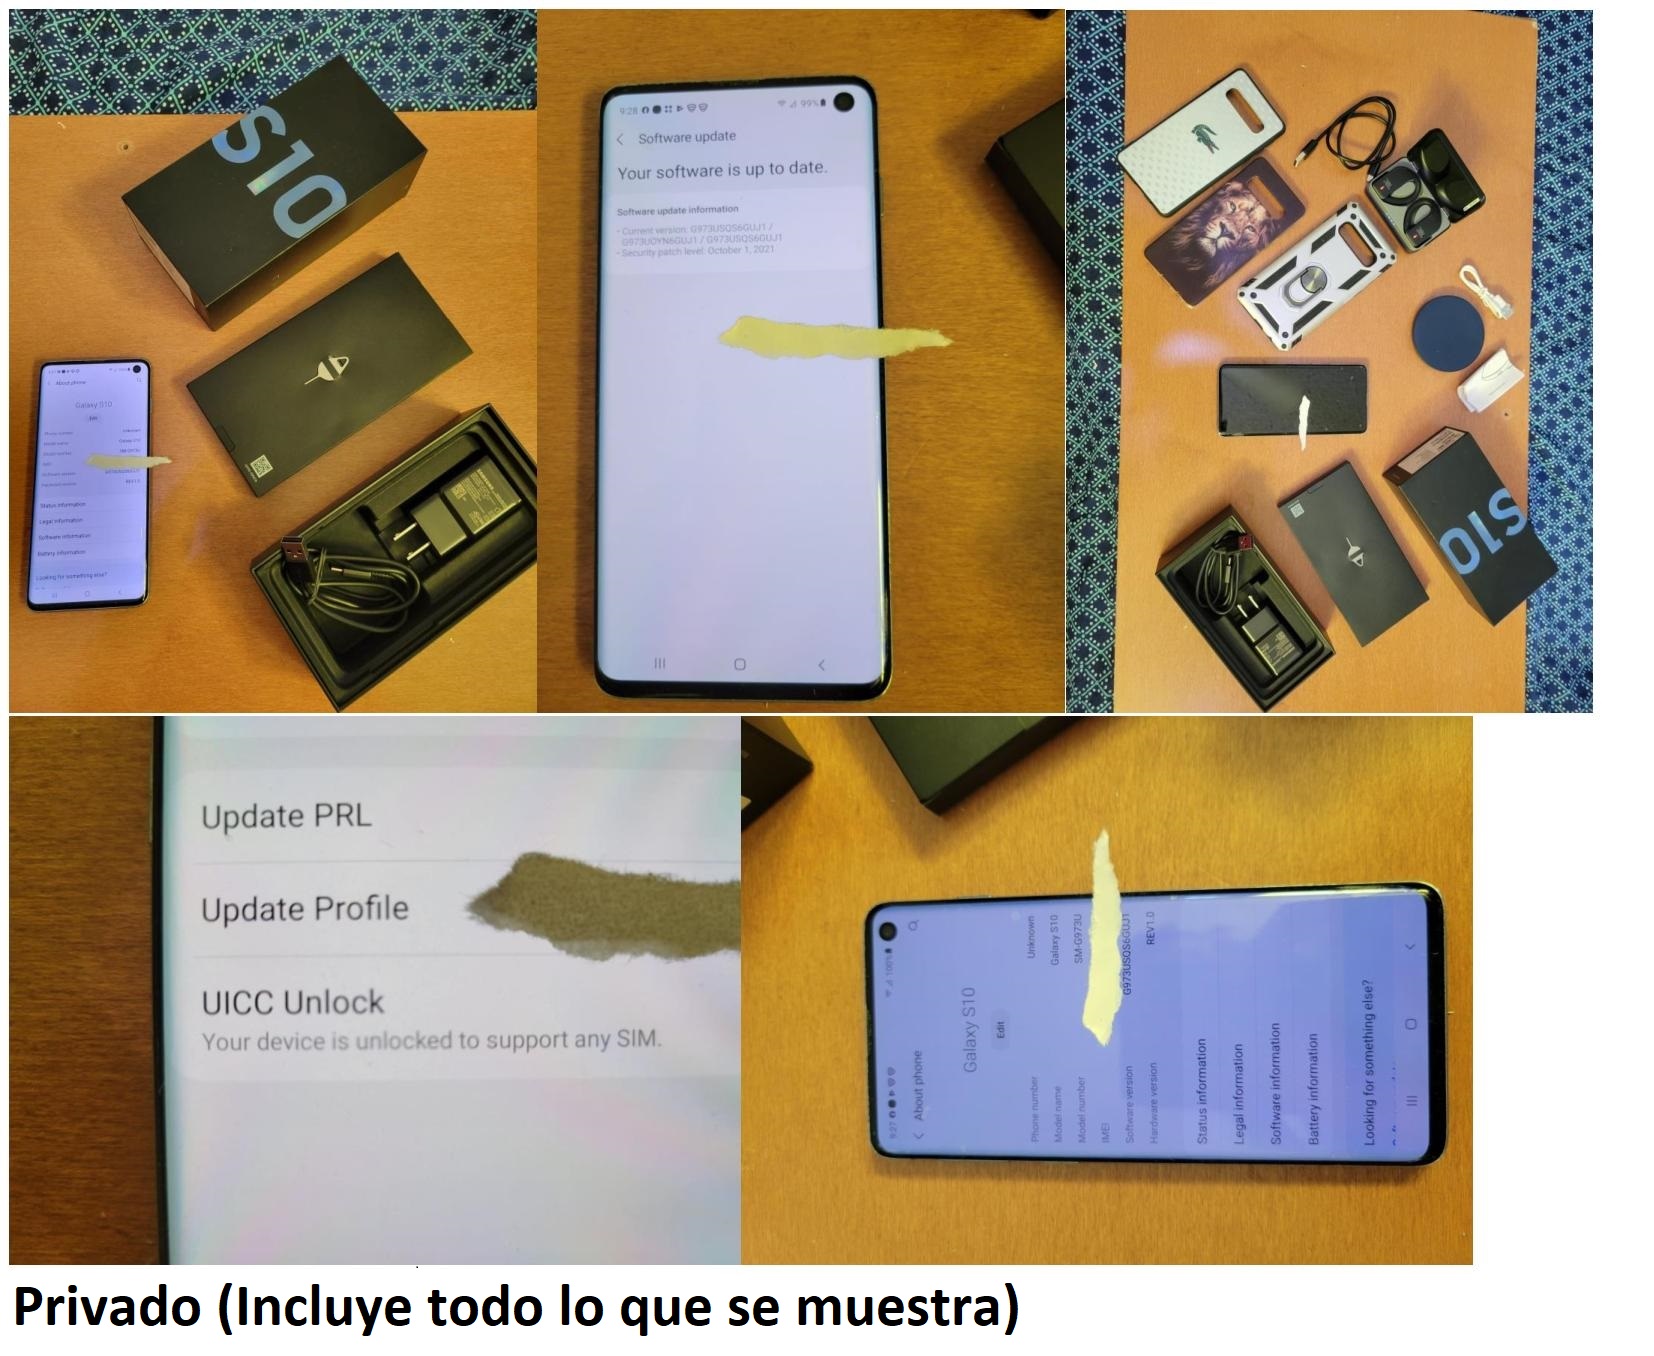 S10
About phone
Galaxy S10
Edit
Status information
Legal information
Software information
Battery information
Looking for something else?
9:28
99%
Software update
Your software is up to date.
Software update information
- Current version: G973USQS6GUJ1 /
G973UOYN6GUJ1 / G973USQS6GUJ1
- Security patch level: October 1, 2021
S10
Update PRL
Update Profile
UICC Unlock
Your device is unlocked to support any SIM.
9:27
100%
About phone
Galaxy S10
Edit
Phone number Unknown
Model name Galaxy S10
Model number SM-G973U
IMEI
Software version G973USQS6GUJ1
Hardware version REV1.0
Status information
Legal information
Software information
Battery information
Looking for something else?
Privado (Incluye todo lo que se muestra)